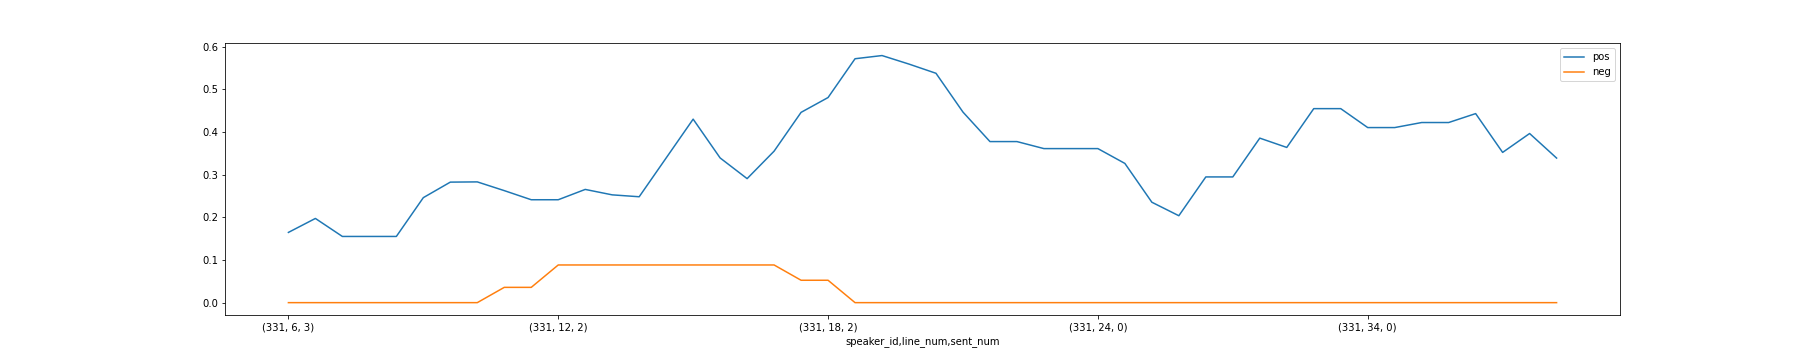 0.6
0.5
0.4
0.3
0.2
0.1
0.0
pos
neg
(331, 6, 3) (331, 12, 2) (331, 18, 2) (331, 24, 0) (331, 34, 0)
speaker_id,line_num,sent_num